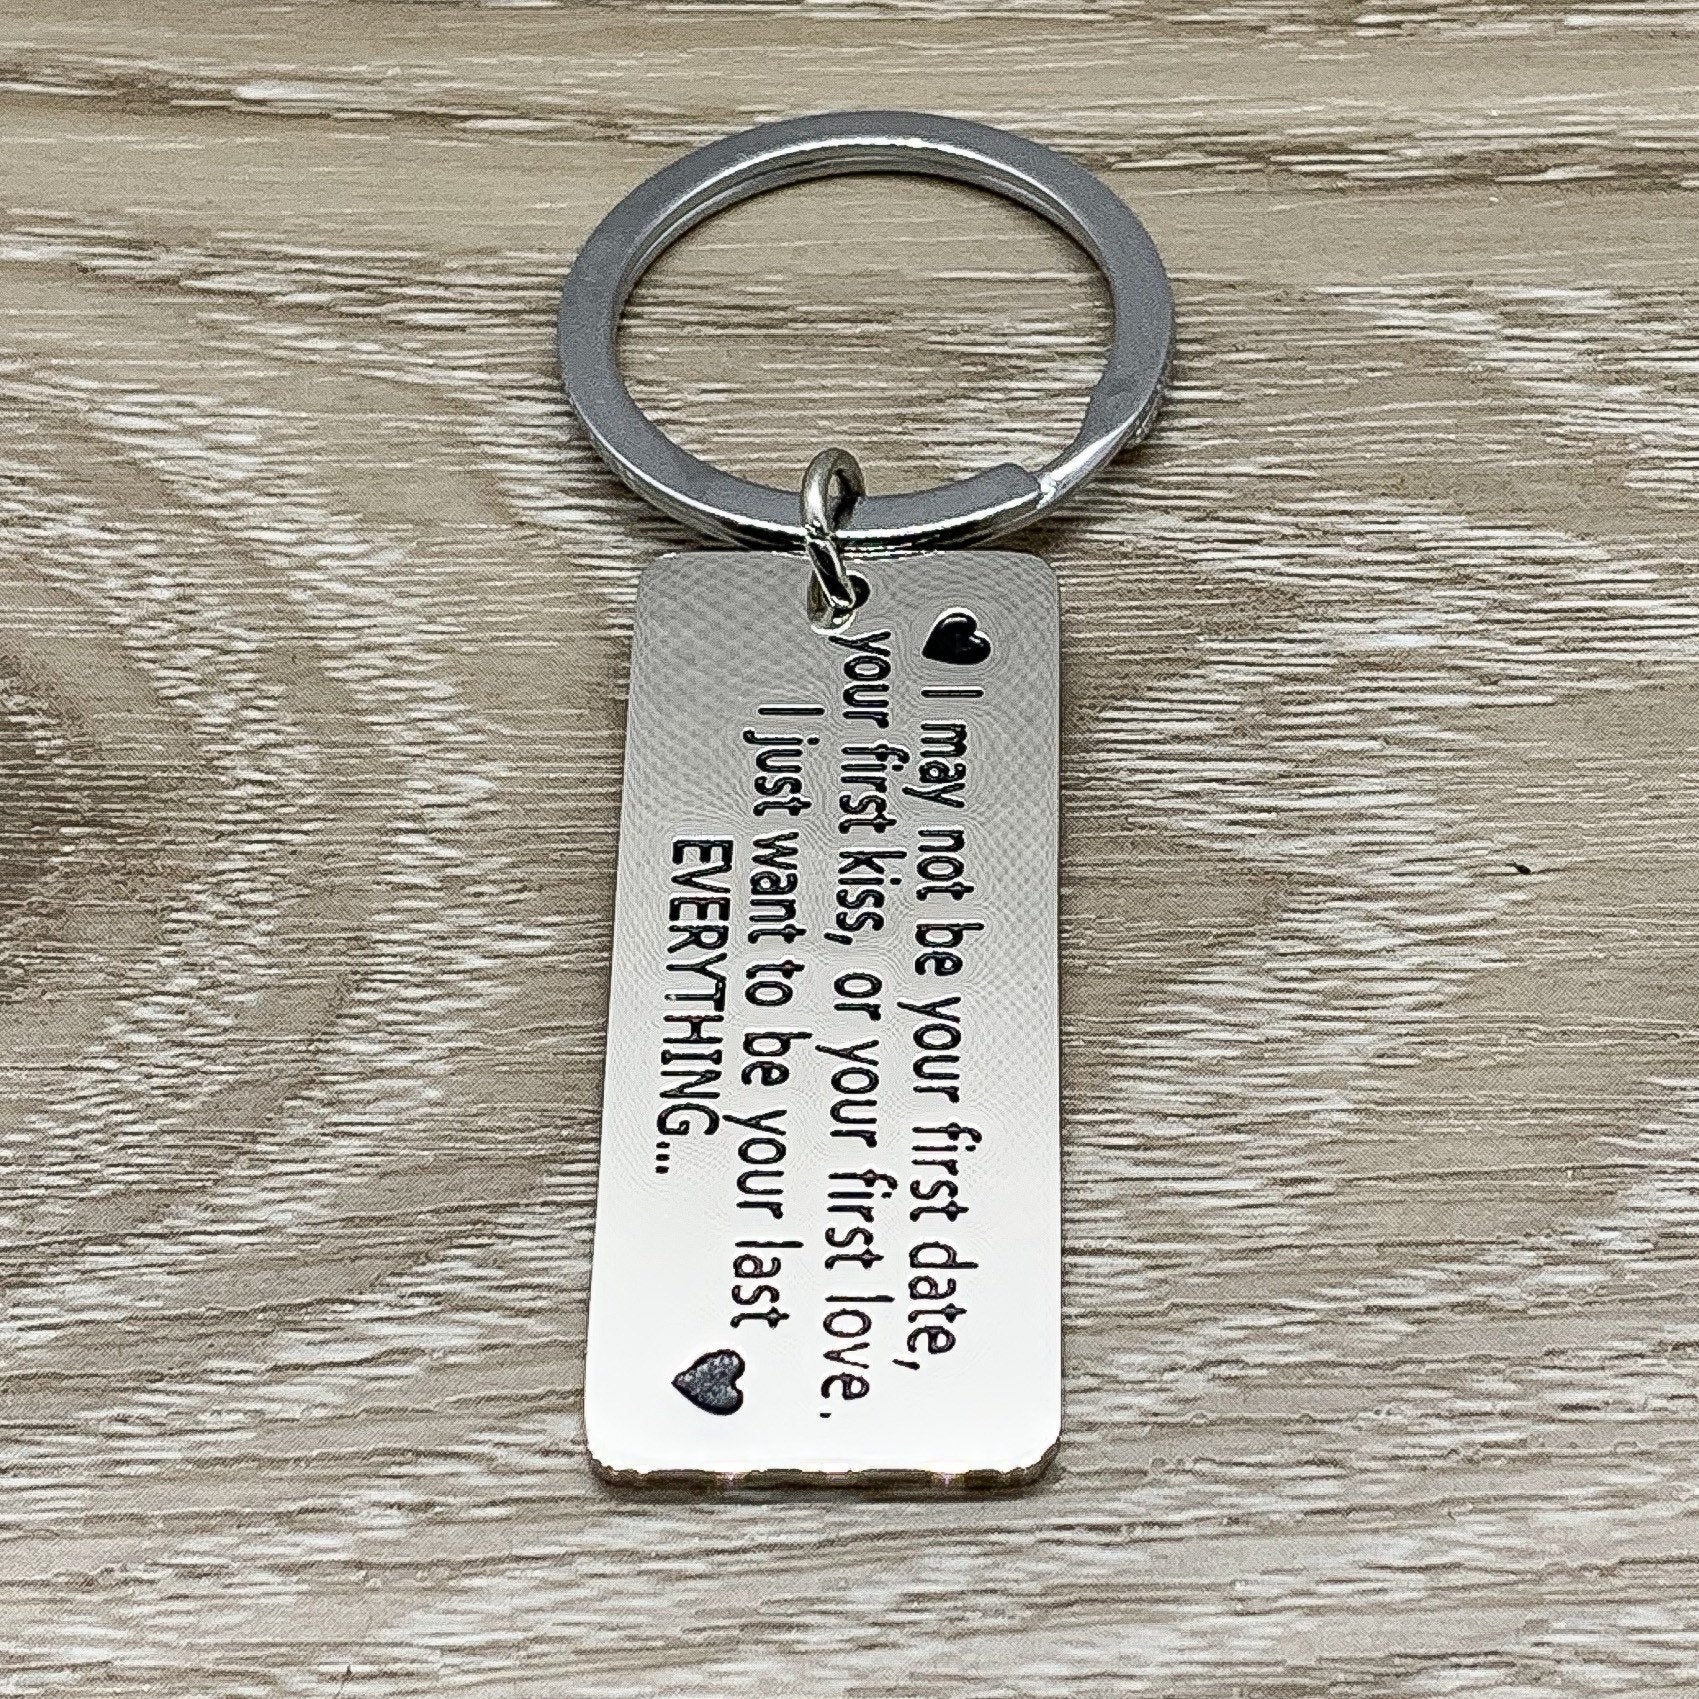 I may not be your first date,
your first kiss, or your first love.
I just want to be your last
EVERYTHING...